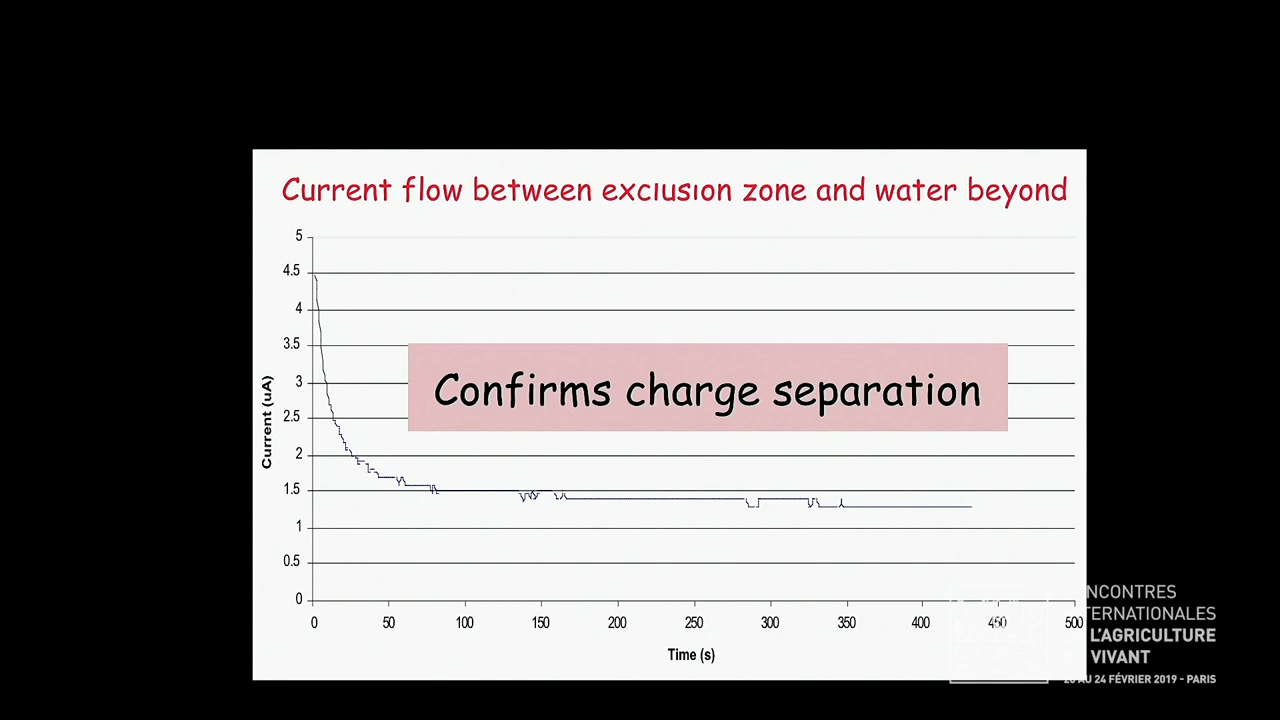 Current flow between exclusion zone and water beyond
5
4.5
4
3.5
3
2.5
2
1.5
1
0.5
0
Current (uA)
Confirms charge separation
0 50 100 150 200 250 300 350 400 450 500
Time (s)
L'AGRICULTURE
VIVANT
AU 24 FÉVRIER 2019 - PARIS